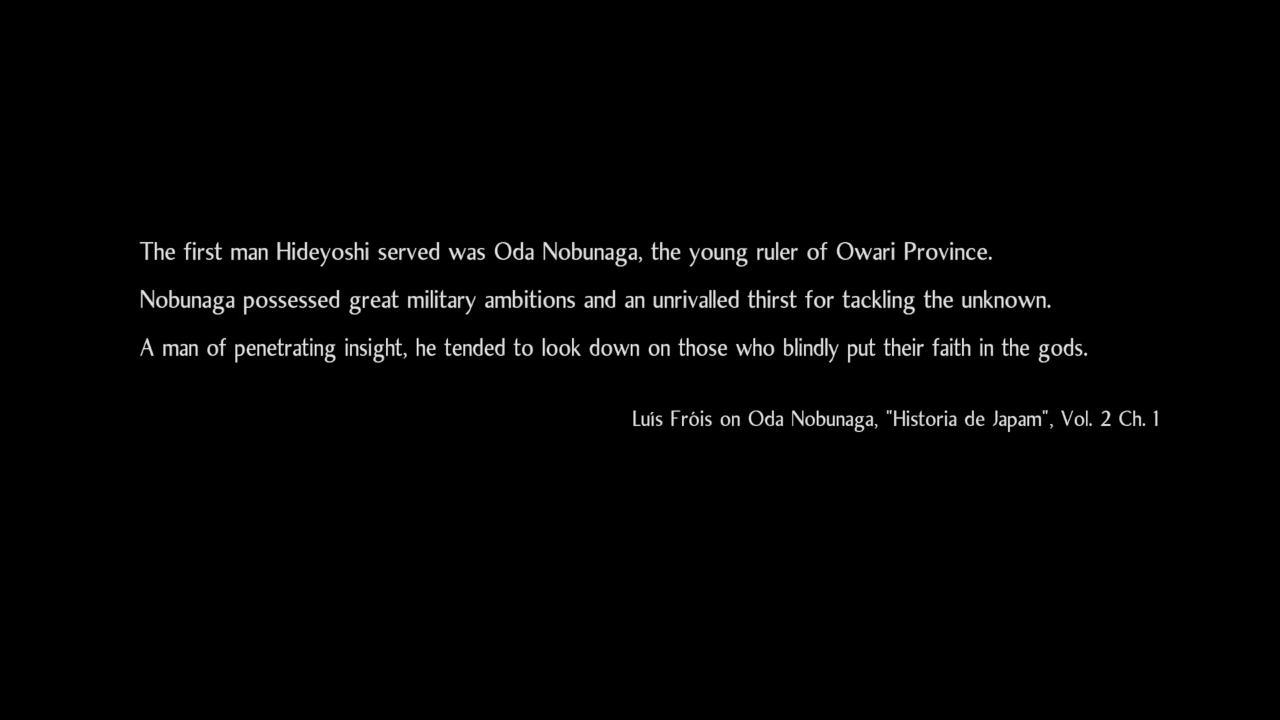 The first man Hideyoshi served was Oda Nobunaga, the young ruler of Owari Province.
Nobunaga possessed great military ambitions and an unrivalled thirst for tackling the unknown.
A man of penetrating insight, he tended to look down on those who blindly put their faith in the gods.
Luís Fróis on Oda Nobunaga, "Historia de Japam", Vol. 2 Ch. 1